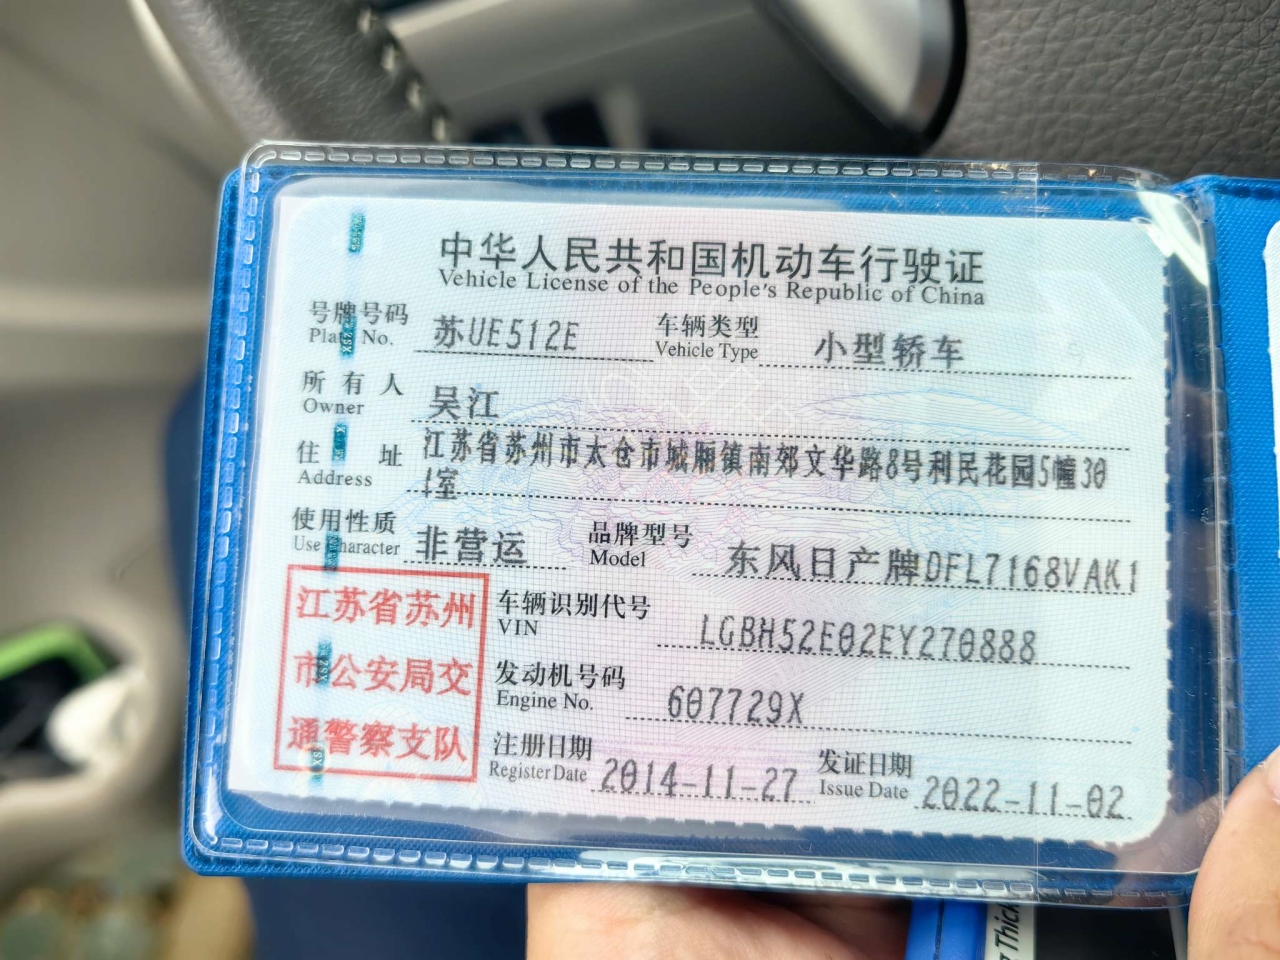 中华人民共和国机动车行驶证
Vehicle License of the People's Republic of China
号牌号码 苏UE512E 车辆类型 小型轿车
Plate No. Vehicle Type
所有人 吴江
Owner
住址 江苏省苏州市太仓市城厢镇南郊文华路8号利民花园5幢30
Address 1室
使用性质 非营运 品牌型号 东风日产牌DFL7168VAK1
Use Character Model
江苏省苏州
市公安局交
通警察支队
车辆识别代号 LGBH52E02EY270888
VIN
发动机号码 607729X
Engine No.
注册日期 2014-11-27 发证日期 2022-11-02
Register Date Issue Date
Thick